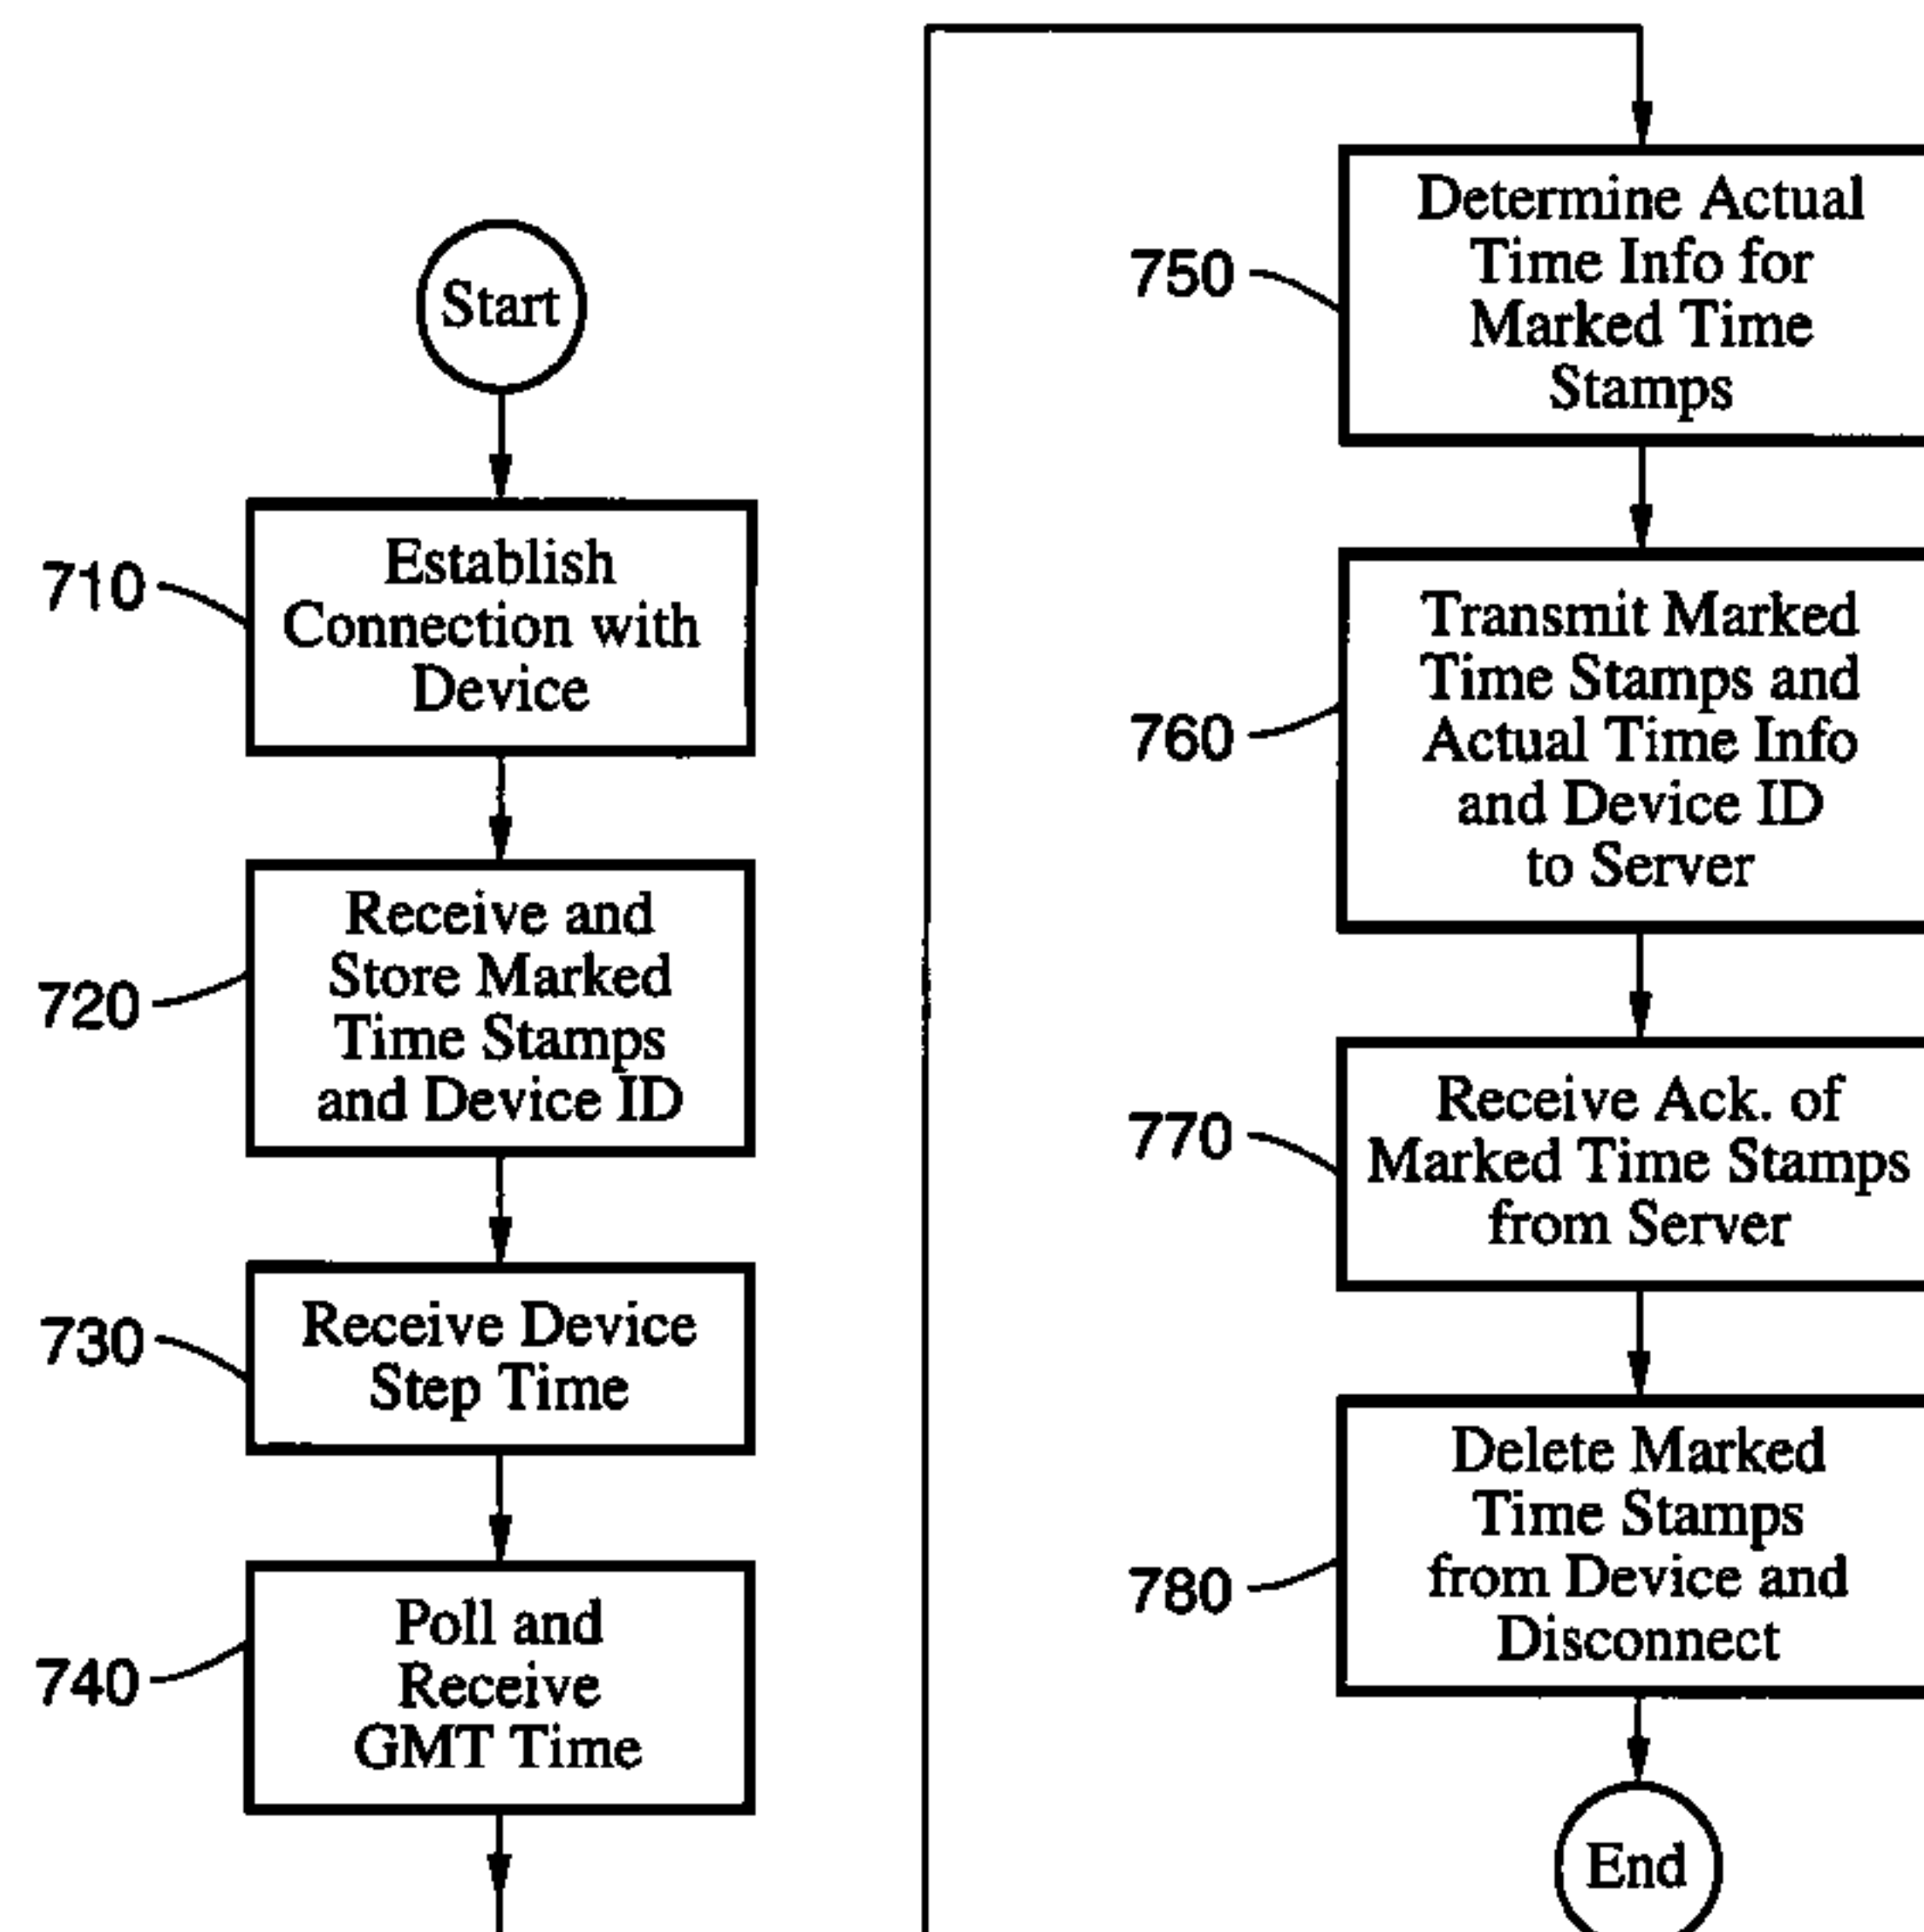 Start
710
Establish
Connection with
Device
720
Receive and
Store Marked
Time Stamps
and Device ID
730
Receive Device
Step Time
740
Poll and
Receive
GMT Time
750
Determine Actual
Time Info for
Marked Time
Stamps
760
Transmit Marked
Time Stamps and
Actual Time Info
and Device ID
to Server
770
Receive Ack. of
Marked Time Stamps
from Server
780
Delete Marked
Time Stamps
from Device and
Disconnect
End